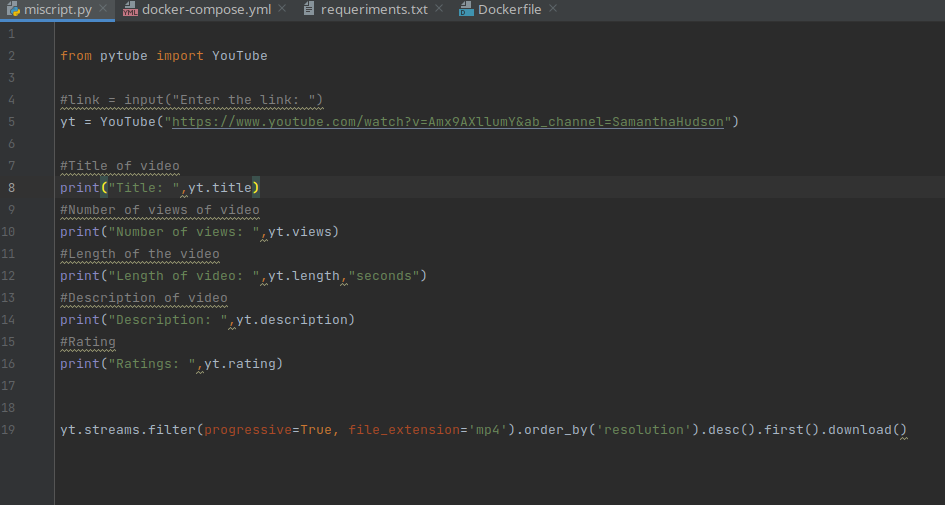 miscript.py docker-compose.yml requeriments.txt Dockerfile
1
2 from pytube import YouTube
3
4 #link = input("Enter the link: ")
5 yt = YouTube("https://www.youtube.com/watch?v=Amx9AXllumY&ab_channel=SamanthaHudson")
6
7 #Title of video
8 print("Title: ",yt.title)
9 #Number of views of video
10 print("Number of views: ",yt.views)
11 #Length of the video
12 print("Length of video: ",yt.length,"seconds")
13 #Description of video
14 print("Description: ",yt.description)
15 #Rating
16 print("Ratings: ",yt.rating)
17
18
19 yt.streams.filter(progressive=True, file_extension='mp4').order_by('resolution').desc().first().download()